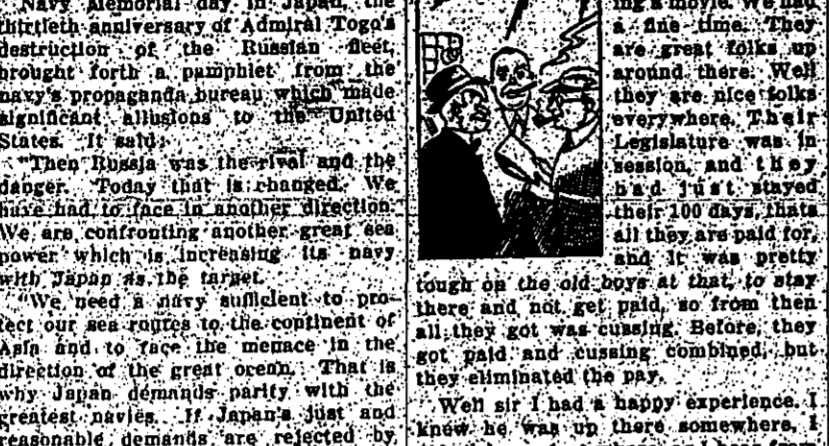 Navy Memorial day in Japan, the
thirtieth anniversary of Admiral Togo's
destruction of the Russian fleet,
brought forth a pamphlet from the
navy's propaganda bureau which made
significant allusions to the United
States. It said:
"Then Russia was the rival and the
danger. Today that is changed. We
have had to face in another direction.
We are confronting another great sea
power which is increasing its navy
with Japan as the target.
"We need a navy sufficient to pro-
tect our sea routes to the continent of
Asia and to face the menace in the
direction of the great ocean. That is
why Japan demands parity with the
greatest navies. If Japan's just and
reasonable demands are rejected by
ing a movie. We had
a fine time. They
are great folks up
around there. Well
they are nice folks
everywhere. Their
Legislature was in
session, and they
had just stayed
their 100 days, thats
all they are paid for,
and it was pretty
tough on the old boys at that, to stay
there and not get paid, so from then
all they got was cussing. Before, they
got paid and cussing combined, but
they eliminated the pay.
Well sir I had a happy experience. I
knew he was up there somewhere, I